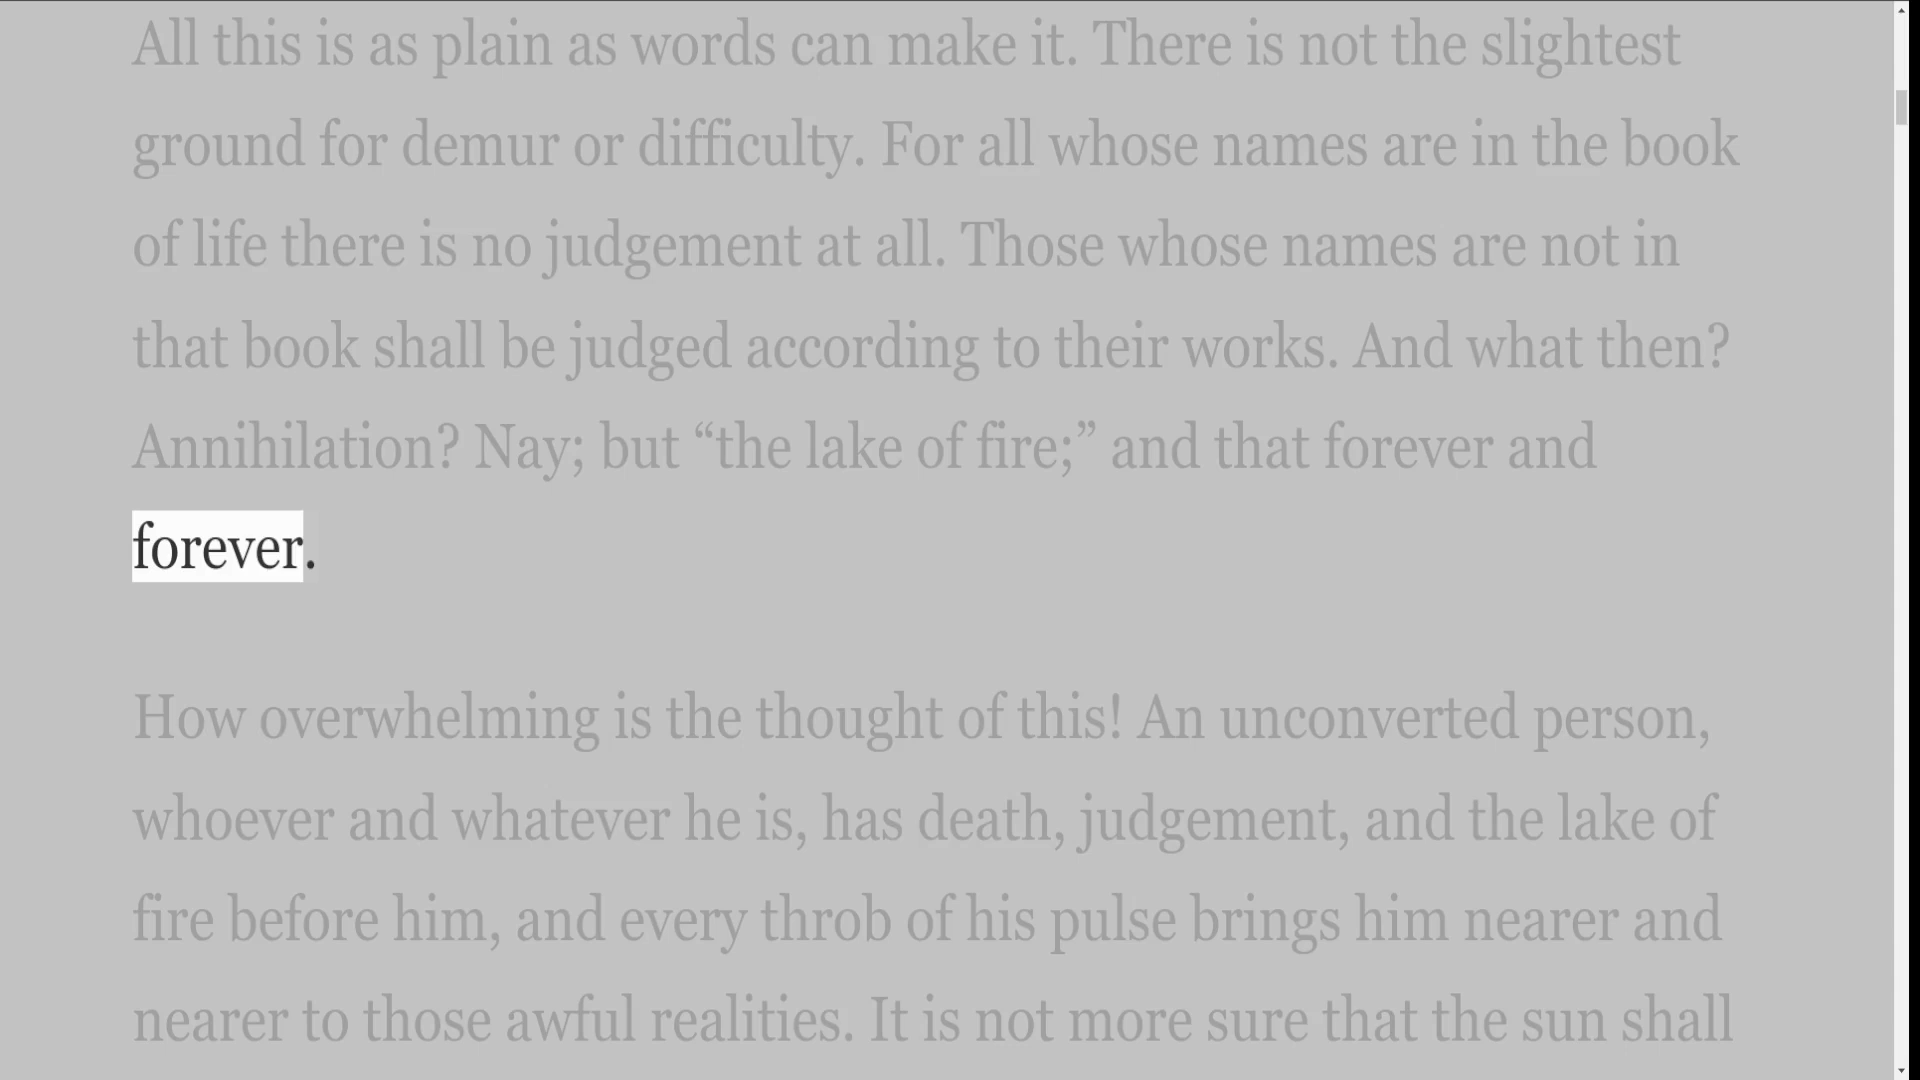 All this is as plain as words can make it. There is not the slightest
ground for demur or difficulty. For all whose names are in the book
of life there is no judgement at all. Those whose names are not in
that book shall be judged according to their works. And what then?
Annihilation? Nay; but “the lake of fire;” and that forever and
forever.
How overwhelming is the thought of this! An unconverted person,
whoever and whatever he is, has death, judgement, and the lake of
fire before him, and every throb of his pulse brings him nearer and
nearer to those awful realities. It is not more sure that the sun shall